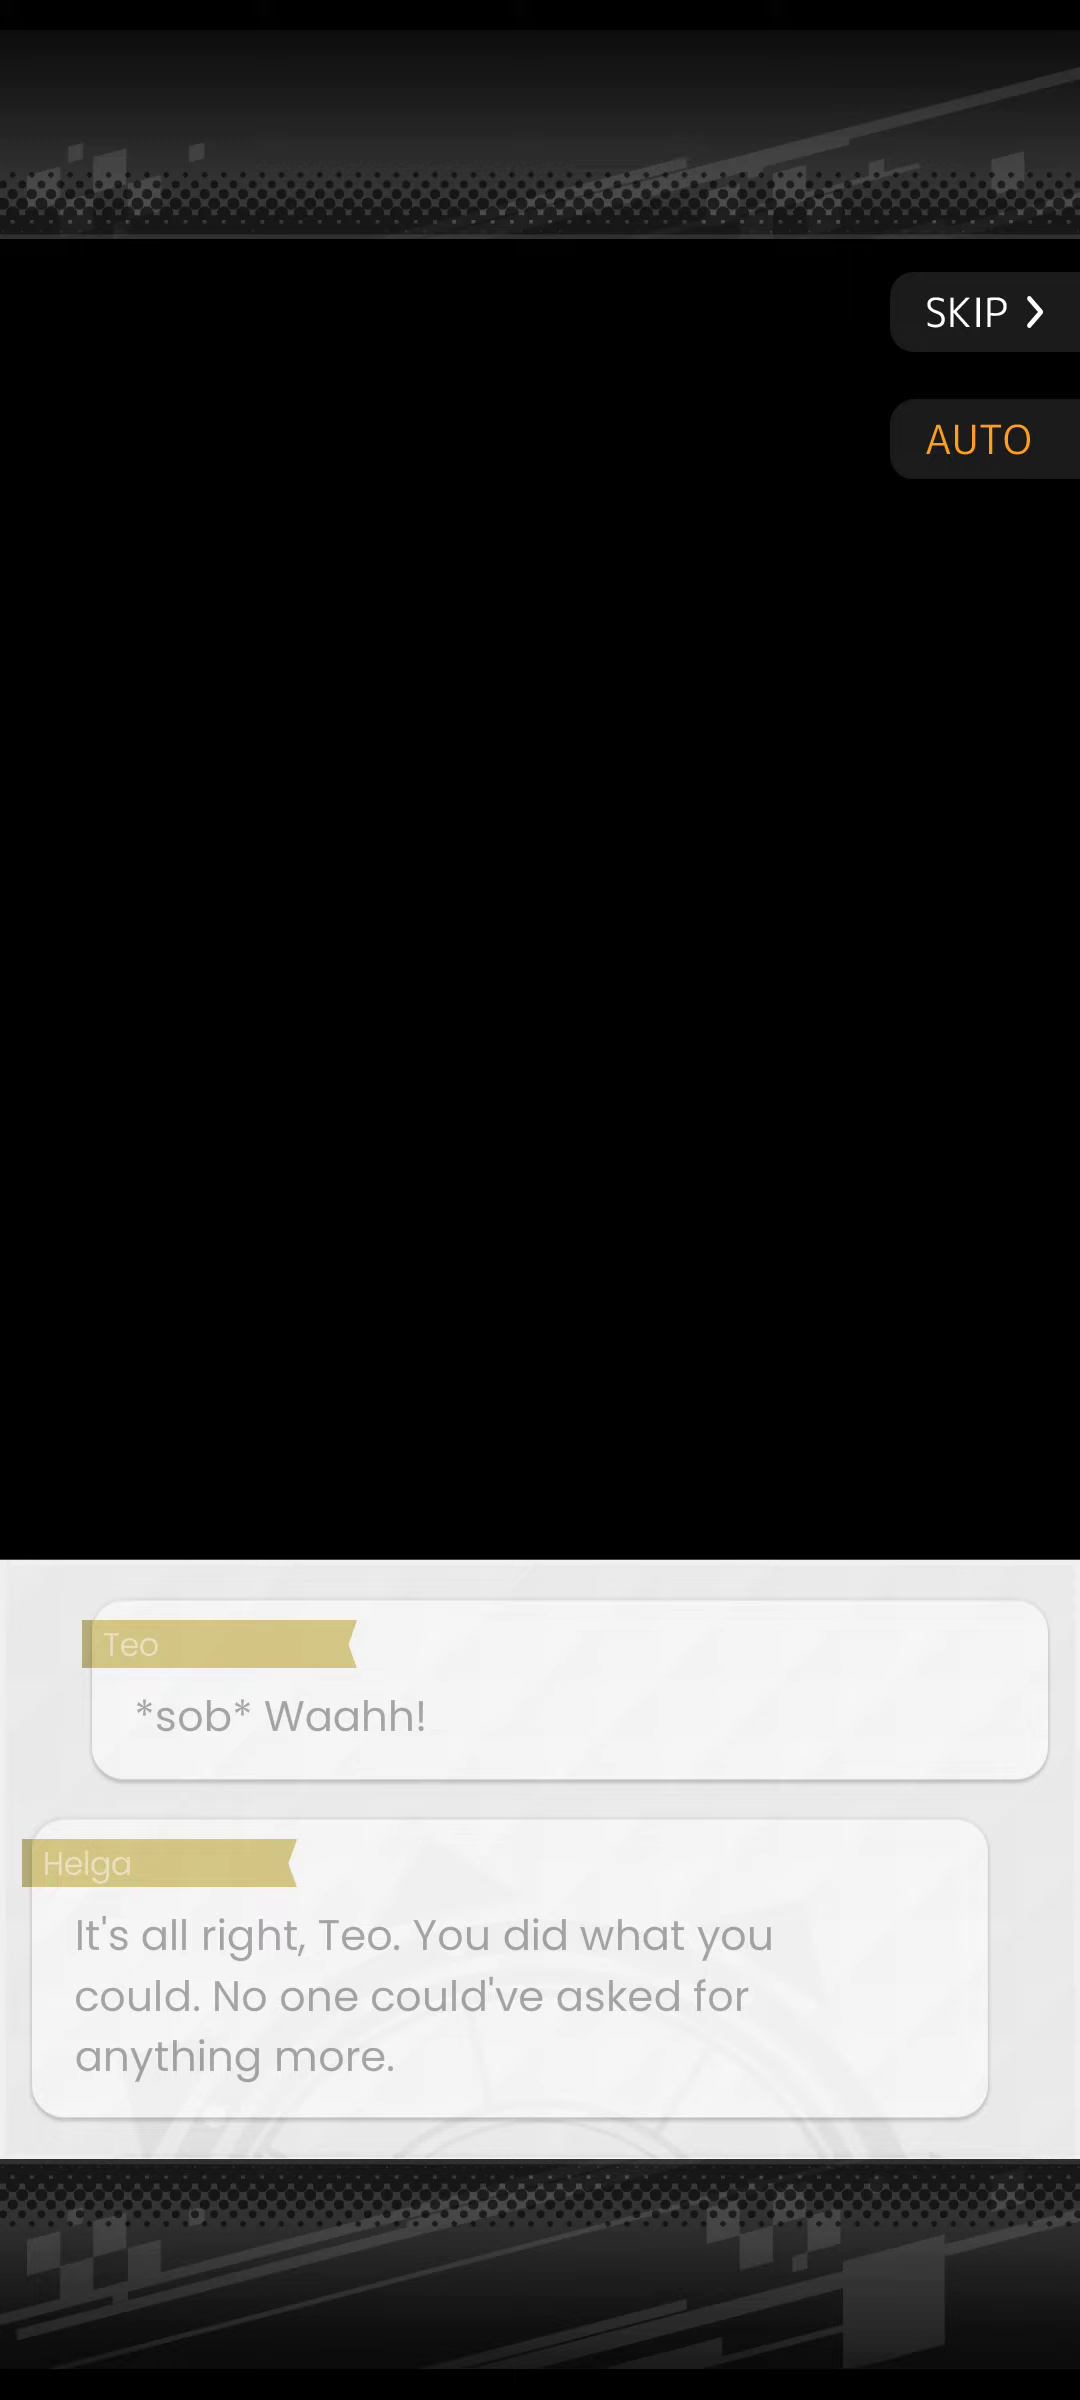 SKIP
AUTO
Teo
*sob* Waahh!
Helga
It's all right, Teo. You did what you
could. No one could've asked for
anything more.